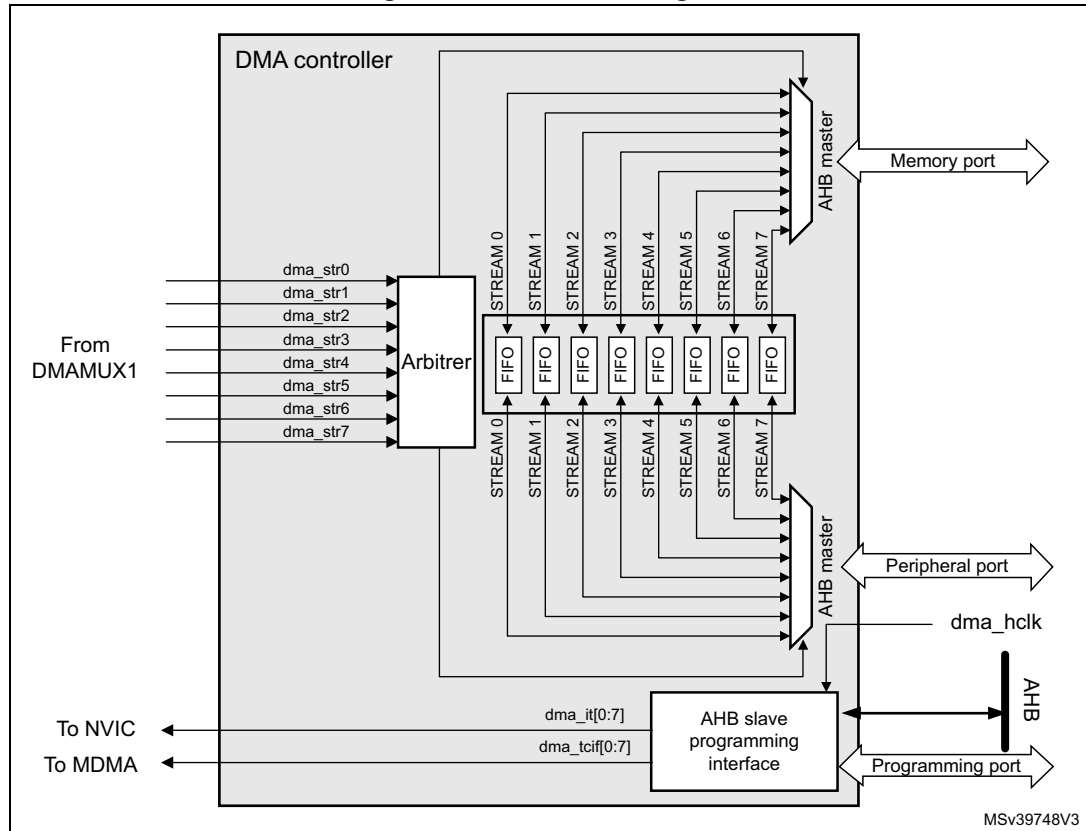 DMA controller
AHB master
Memory port
STREAM 0
STREAM 1
STREAM 2
STREAM 3
STREAM 4
STREAM 5
STREAM 6
STREAM 7
dma_str0
dma_str1
dma_str2
dma_str3
dma_str4
dma_str5
dma_str6
dma_str7
From
DMAMUX1
Arbitrer
FIFO
FIFO
FIFO
FIFO
FIFO
FIFO
FIFO
FIFO
STREAM 0
STREAM 1
STREAM 2
STREAM 3
STREAM 4
STREAM 5
STREAM 6
STREAM 7
AHB master
Peripheral port
dma_hclk
AHB
To NVIC
dma_it[0:7]
To MDMA
dma_tcif[0:7]
AHB slave
programming
interface
Programming port
MSv39748V3